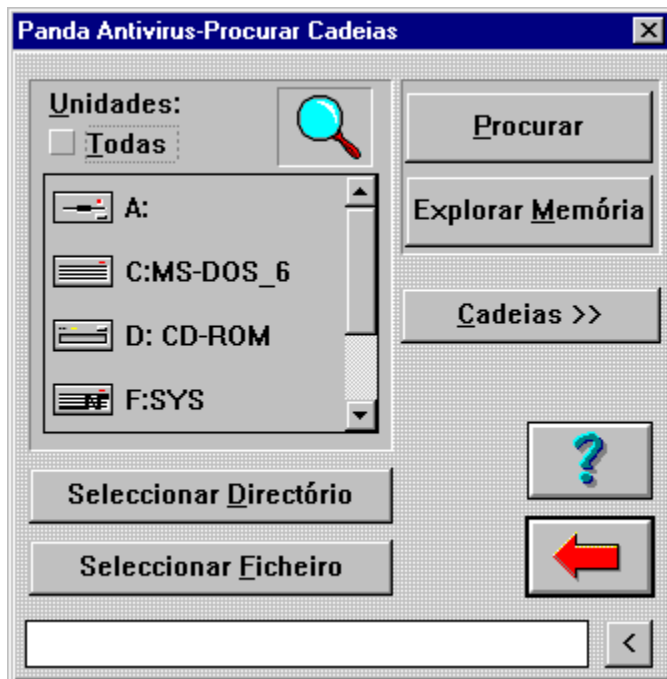 Panda Antivirus-Procurar Cadeias
Unidades:
Todas
A:
C:MS-DOS_6
D: CD-ROM
F:SYS
Procurar
Explorar Memória
Cadeias >>
?
Seleccionar Directório
Seleccionar Ficheiro
<